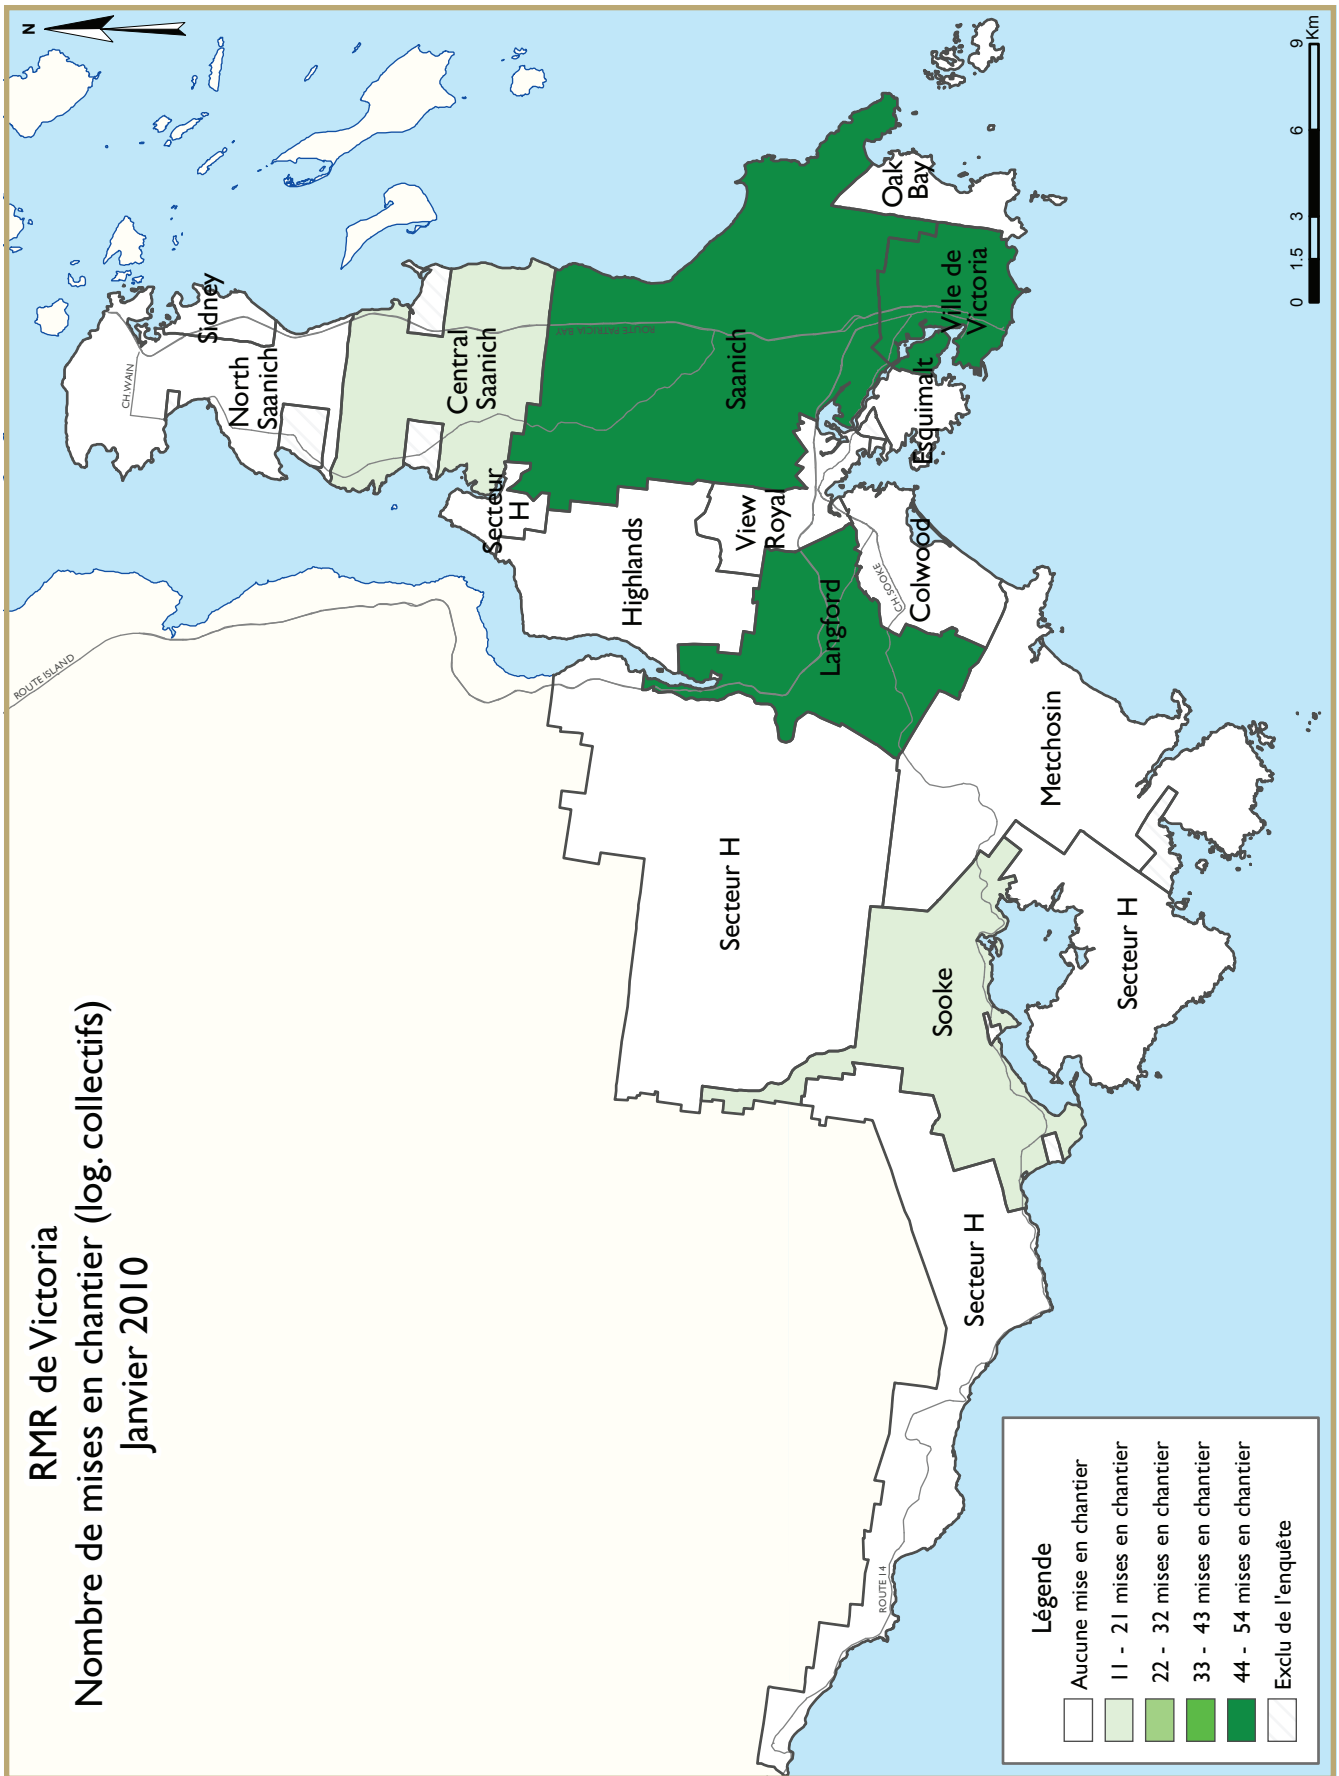 RMR de Victoria
Nombre de mises en chantier (log. collectifs)
Janvier 2010
N
ROUTE ISLAND
CH. WAIN
Sidney
North
Saanich
Central
Saanich
ROUTE PATRICIA BAY
Saanich
Secteur
H
Highlands
View
Royal
Oak
Bay
Ville de
Victoria
Esquimalt
Colwood
CH. SOOKE
Langford
Metchosin
Secteur H
Sooke
Secteur H
Secteur H
ROUTE 14
Légende
Aucune mise en chantier
11 - 21 mises en chantier
22 - 32 mises en chantier
33 - 43 mises en chantier
44 - 54 mises en chantier
Exclu de l'enquête
0 1.5 3 6 9
Km